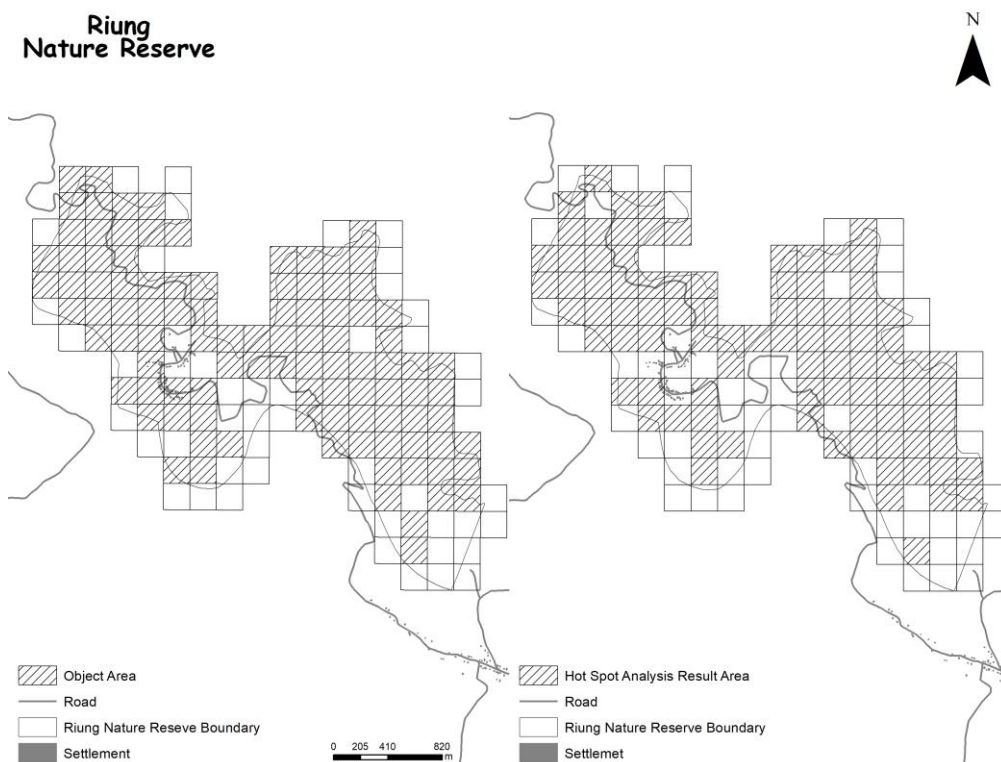 Riung
Nature Reserve
N
Object Area
Road
Riung Nature Reseve Boundary
Settlement
0 205 410 820
m
Hot Spot Analysis Result Area
Road
Riung Nature Reserve Boundary
Settlemet